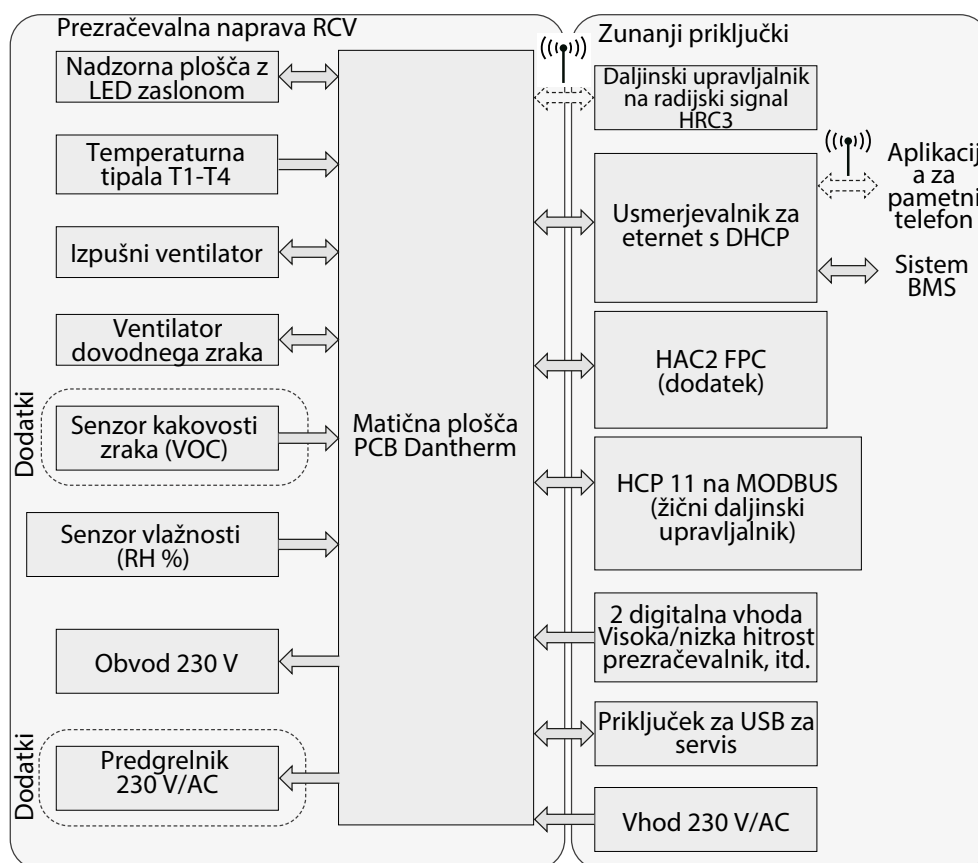 Prezračevalna naprava RCV
Nadzorna plošča z
LED zaslonom
Temperaturna
tipala T1-T4
Izpušni ventilator
Ventilator
dovodnega zraka
Dodatki
Senzor kakovosti
zraka (VOC)
Senzor vlažnosti
(RH %)
Obvod 230 V
Dodatki
Predgrelnik
230 V/AC
Matična plošča
PCB Dantherm
Zunanji priključki
Daljinski upravljalnik
na radijski signal
HRC3
Usmerjevalnik za
eternet s DHCP
Aplikacij
a za
pametni
telefon
Sistem
BMS
HAC2 FPC
(dodatek)
HCP 11 na MODBUS
(žični daljinski
upravljalnik)
2 digitalna vhoda
Visoka/nizka hitrost
prezračevalnik, itd.
Priključek za USB za
servis
Vhod 230 V/AC